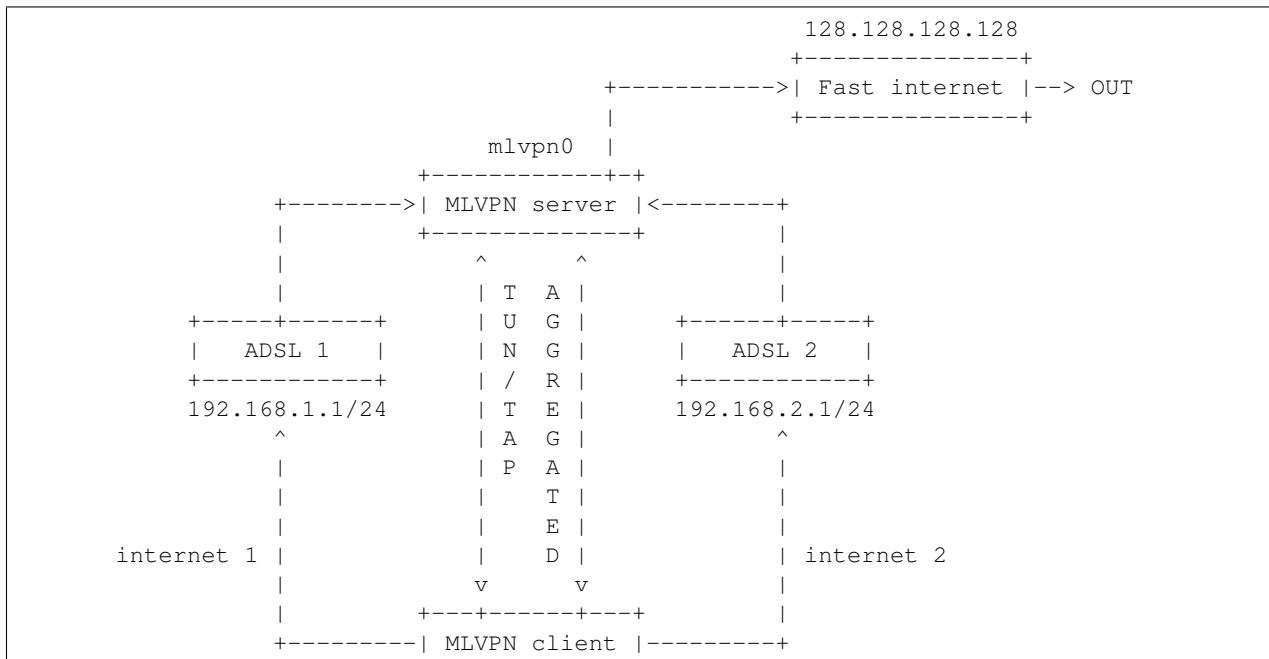 128.128.128.128
                                                 +---------------+
                                   +----------->| Fast internet |--> OUT
                                   |             +---------------+
                          mlvpn0   |
                      +------------+-+
            +-------->| MLVPN server |<--------+
            |         +--------------+         |
            |             ^      ^             |
            |             | T  A |             |
      +-----+------+      | U  G |      +------+-----+
      |   ADSL 1   |      | N  G |      |   ADSL 2   |
      +------------+      | /  R |      +------------+
      192.168.1.1/24      | T  E |      192.168.2.1/24
            ^             | A  G |             ^
            |             | P  A |             |
            |             |    T |             |
            |             |    E |             |
 internet 1 |             |    D |             | internet 2
            |             v      v             |
            |         +---+------+---+         |
            +---------| MLVPN client |---------+